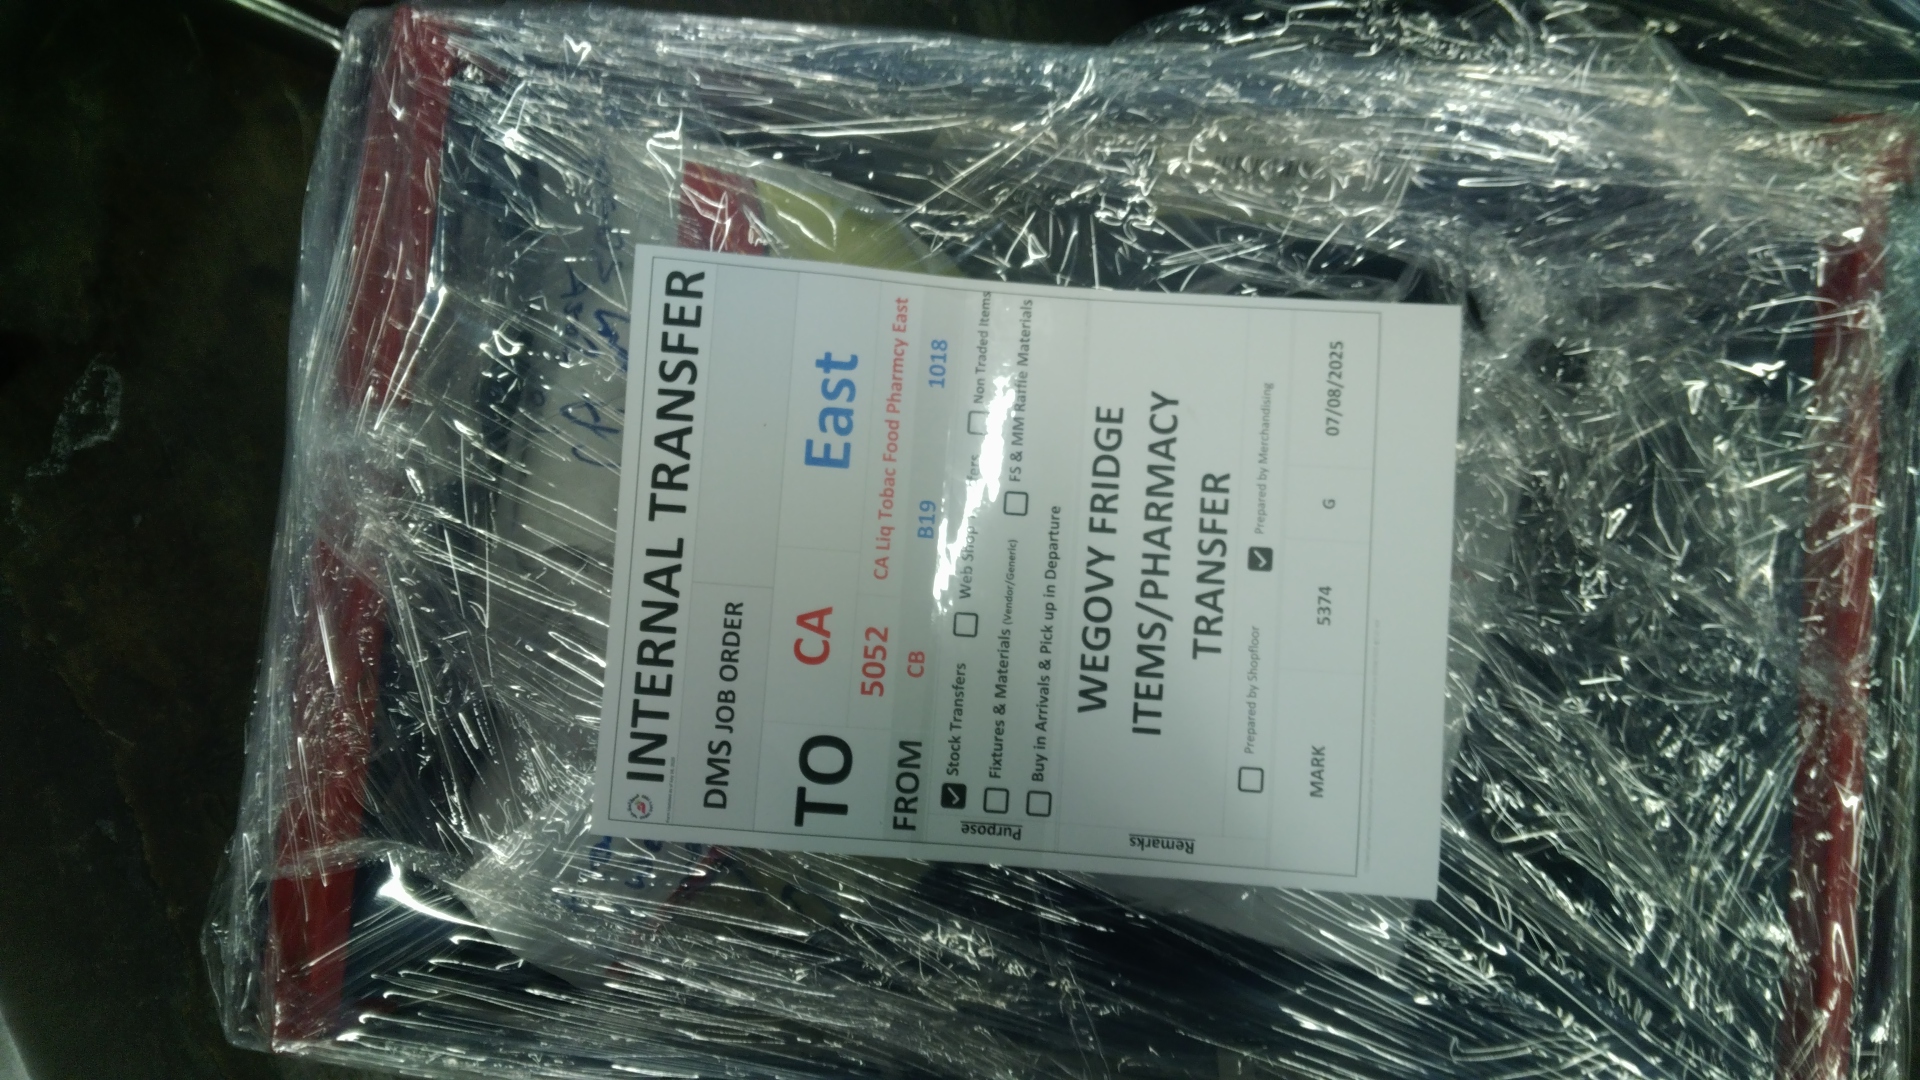 INTERNAL TRANSFER
DMS JOB ORDER
TO CA East
5052 CA Liq Tobac Food Pharmcy East
FROM CB B19 1018
Purpose
Stock Transfers Web Shop Non Traded Items
Fixtures & Materials (Vendor/Generic) FS & MM Raffle Materials
Buy in Arrivals & Pick up in Departure
Remarks
WEGOVY FRIDGE
ITEMS/PHARMACY
TRANSFER
Prepared by Shopfloor Prepared by Merchandising
MARK 5374 G 07/08/2025